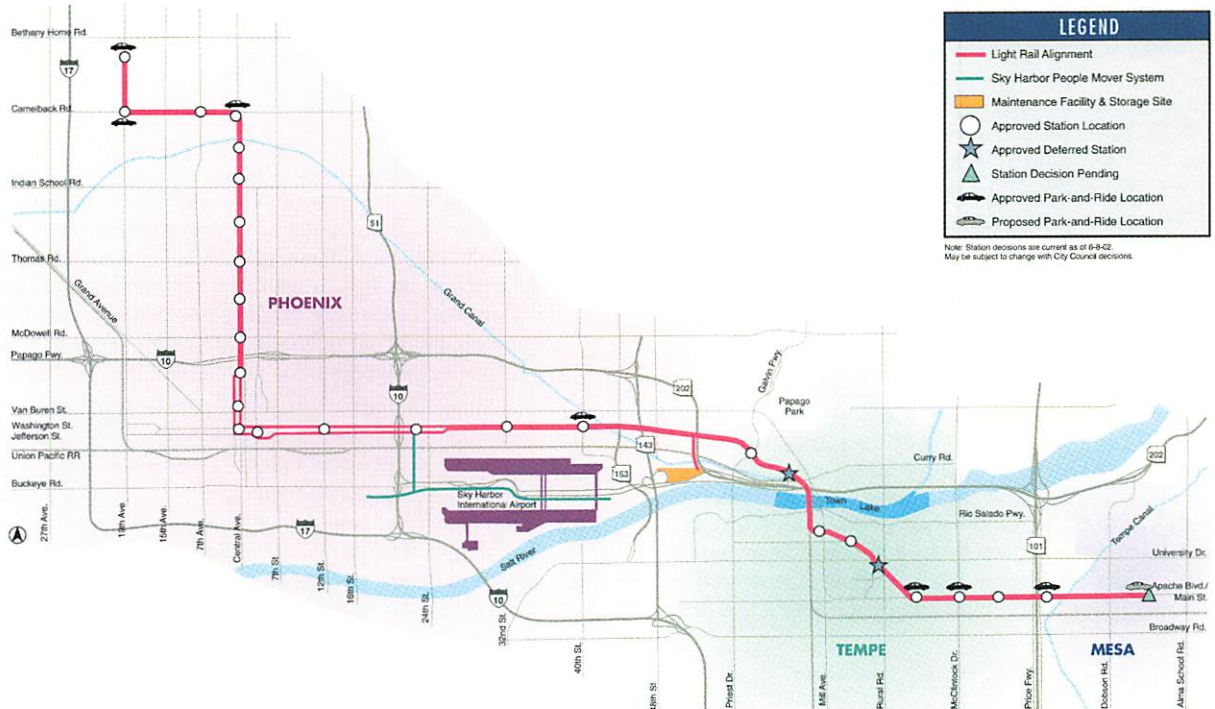 LEGEND
Light Rail Alignment
Sky Harbor People Mover System
Maintenance Facility & Storage Site
Approved Station Location
Approved Deferred Station
Station Decision Pending
Approved Park-and-Ride Location
Proposed Park-and-Ride Location
Note: Station decisions are current as of 8-8-02.
May be subject to change with City Council decisions.
Bethany Home Rd.
17
10
Camelback Rd.
Indian School Rd.
51
Thomas Rd.
Grand Avenue
PHOENIX
Grand Canal
McDowell Rd.
Papago Pwy.
10
10
202
Galvin Pwy.
Papago
Park
Van Buren St.
Washington St.
Jefferson St.
Union Pacific RR
143
153
Curry Rd.
202
Buckeye Rd.
Sky Harbor
International Airport
Town
Lake
Rio Salado Pwy.
Tempe Canal
17
101
Salt River
University Dr.
10
Apache Blvd./
Main St.
Broadway Rd.
TEMPE
MESA
27th Ave.
19th Ave.
15th Ave.
7th Ave.
Central Ave.
7th St.
12th St.
16th St.
24th St.
32nd St.
40th St.
48th St.
Priest Dr.
Mill Ave.
Rural Rd.
McClintock Dr.
Price Fwy.
Dobson Rd.
Alma School Rd.